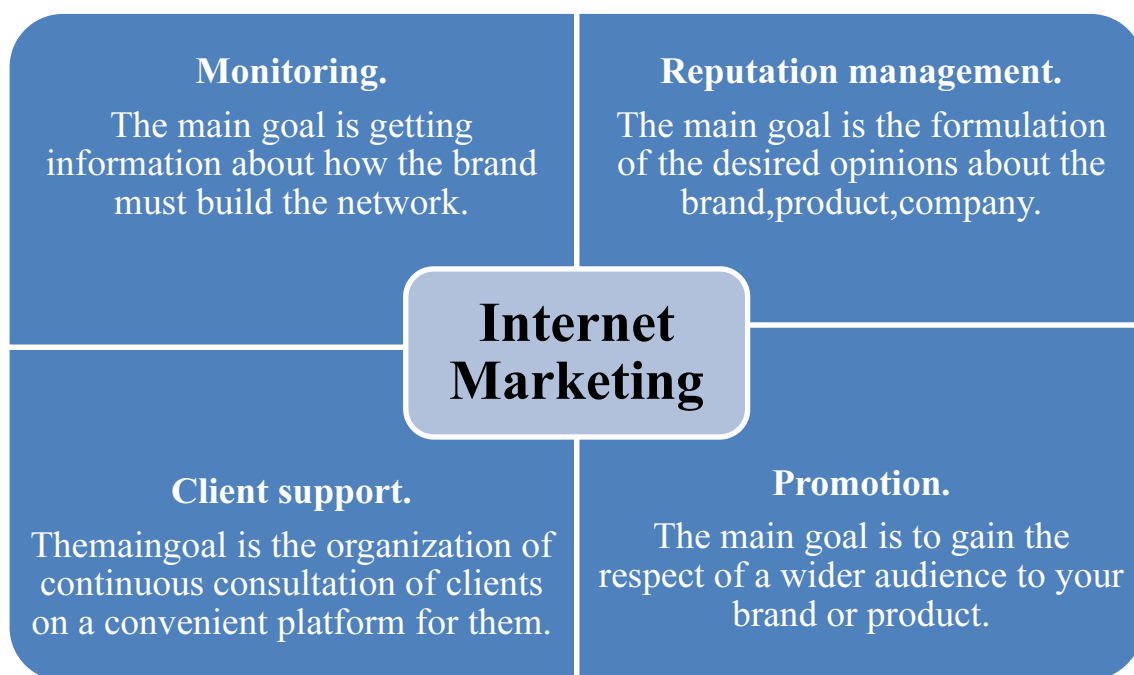 Monitoring.
The main goal is getting
information about how the brand
must build the network.
Reputation management.
The main goal is the formulation
of the desired opinions about the
brand,product,company.
Internet
Marketing
Client support.
Themaingoal is the organization of
continuous consultation of clients
on a convenient platform for them.
Promotion.
The main goal is to gain the
respect of a wider audience to your
brand or product.